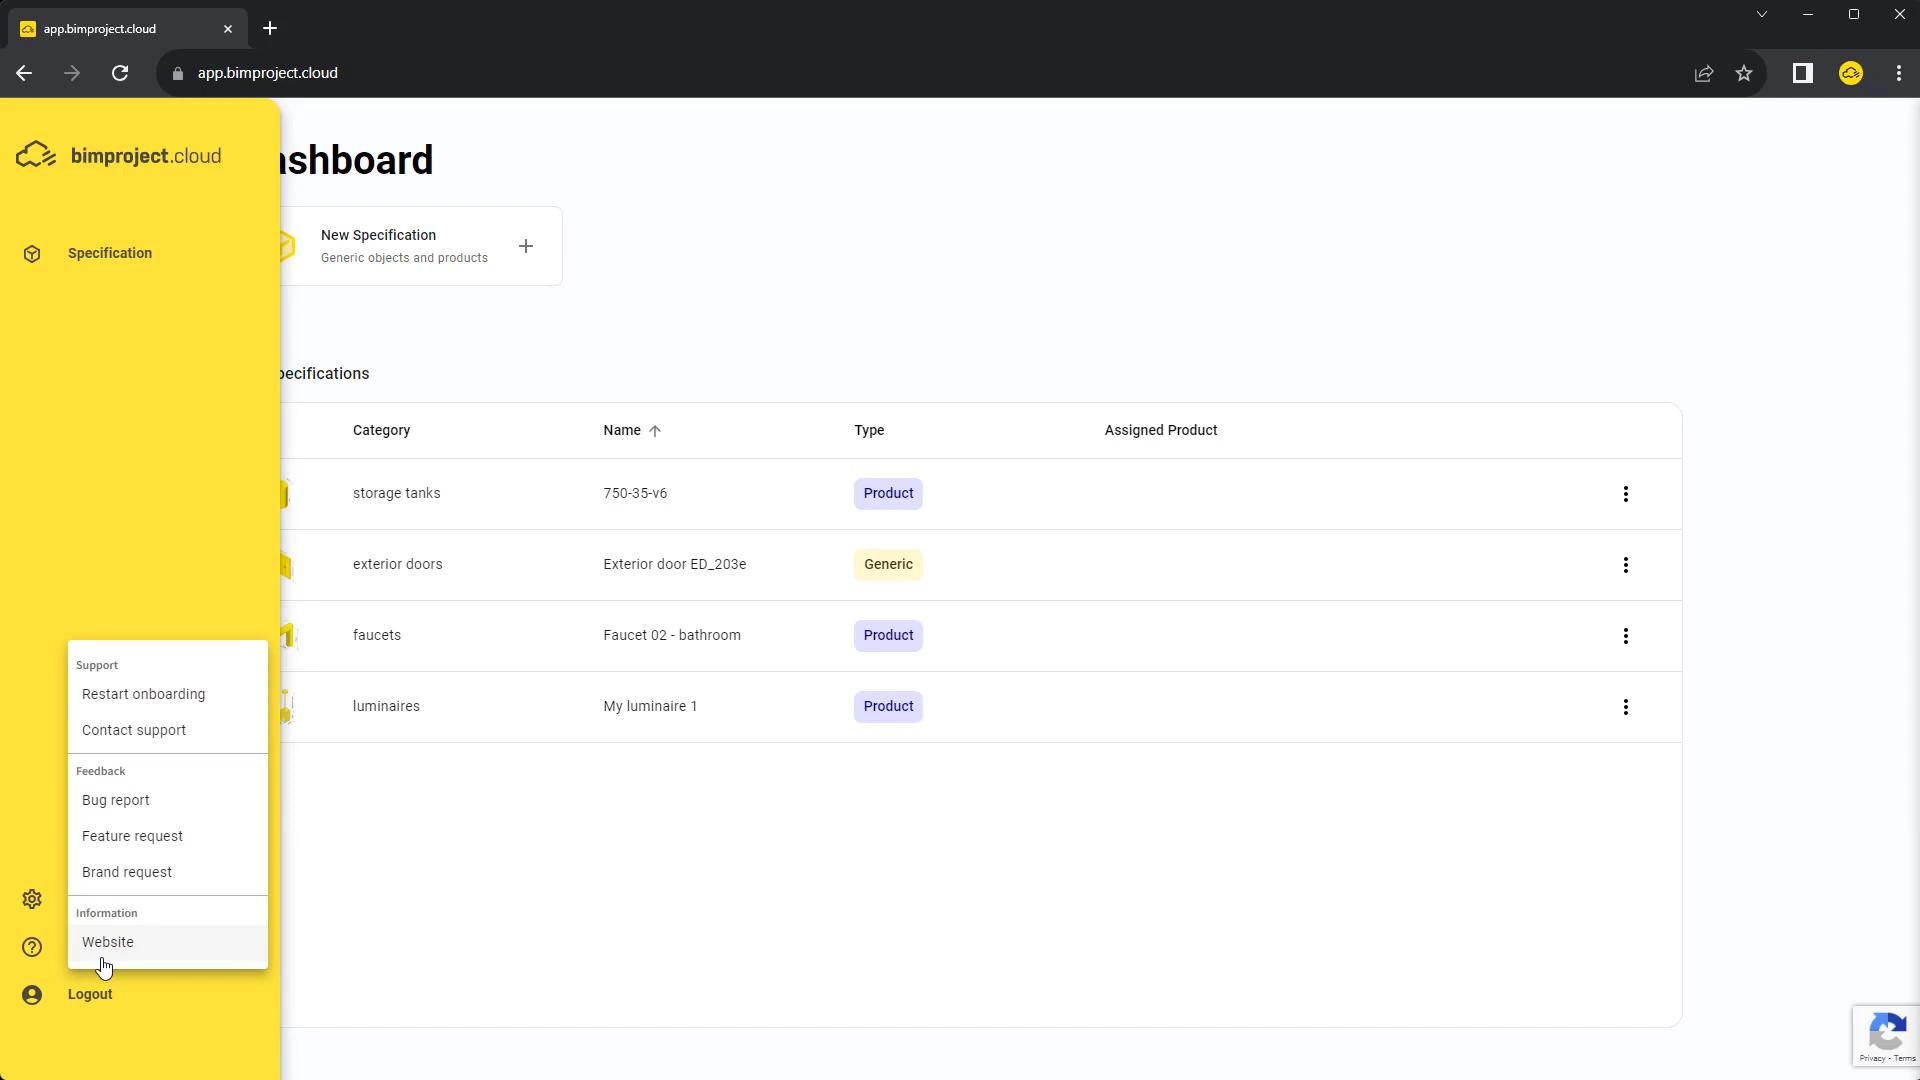 app.bimproject.cloud
app.bimproject.cloud
bimproject.cloud
ashboard
Specification
New Specification
Generic objects and products
pecifications
Category Name Type Assigned Product
storage tanks 750-35-v6 Product
exterior doors Exterior door ED_203e Generic
faucets Faucet 02 - bathroom Product
luminaires My luminaire 1 Product
Support
Restart onboarding
Contact support
Feedback
Bug report
Feature request
Brand request
Information
Website
Logout
Privacy - Terms